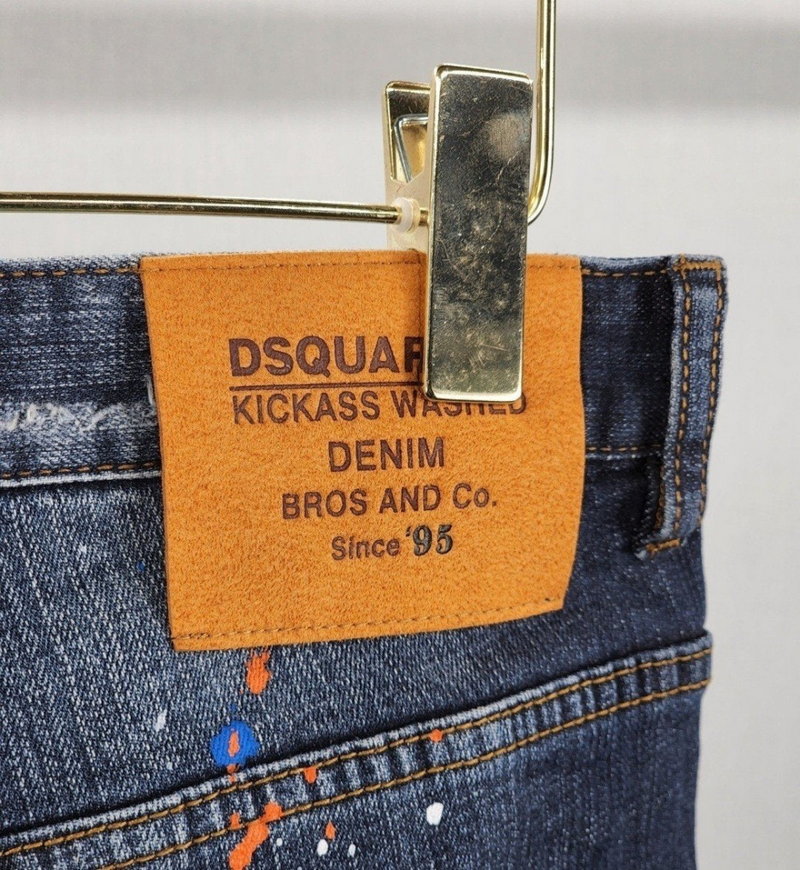 DSQUAR
KICKASS WASHED
DENIM
BROS AND Co.
Since '95